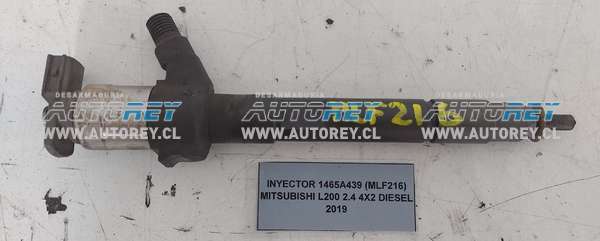 DESARMADURIA DESARMADURIA DESARMADURIA
AUTOREY AUTOREY AUTOREY
WWW.AUTOREY.CL WWW.AUTOREY.CL WWW.AUTOREY.CL
MLF216
INYECTOR 1465A439 (MLF216)
MITSUBISHI L200 2.4 4X2 DIESEL
2019